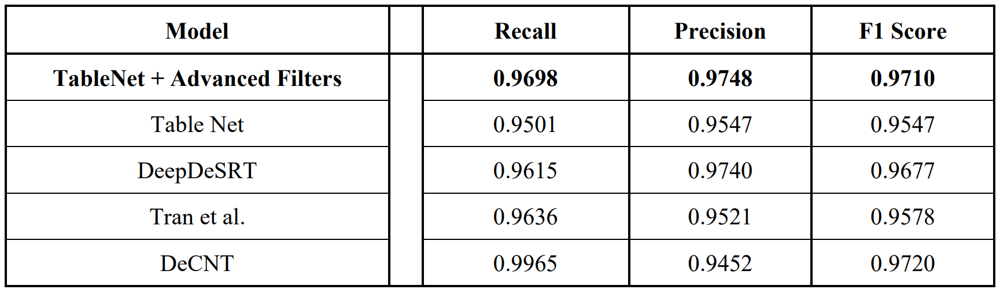 Model Recall Precision F1 Score
TableNet + Advanced Filters 0.9698 0.9748 0.9710
Table Net 0.9501 0.9547 0.9547
DeepDeSRT 0.9615 0.9740 0.9677
Tran et al. 0.9636 0.9521 0.9578
DeCNT 0.9965 0.9452 0.9720